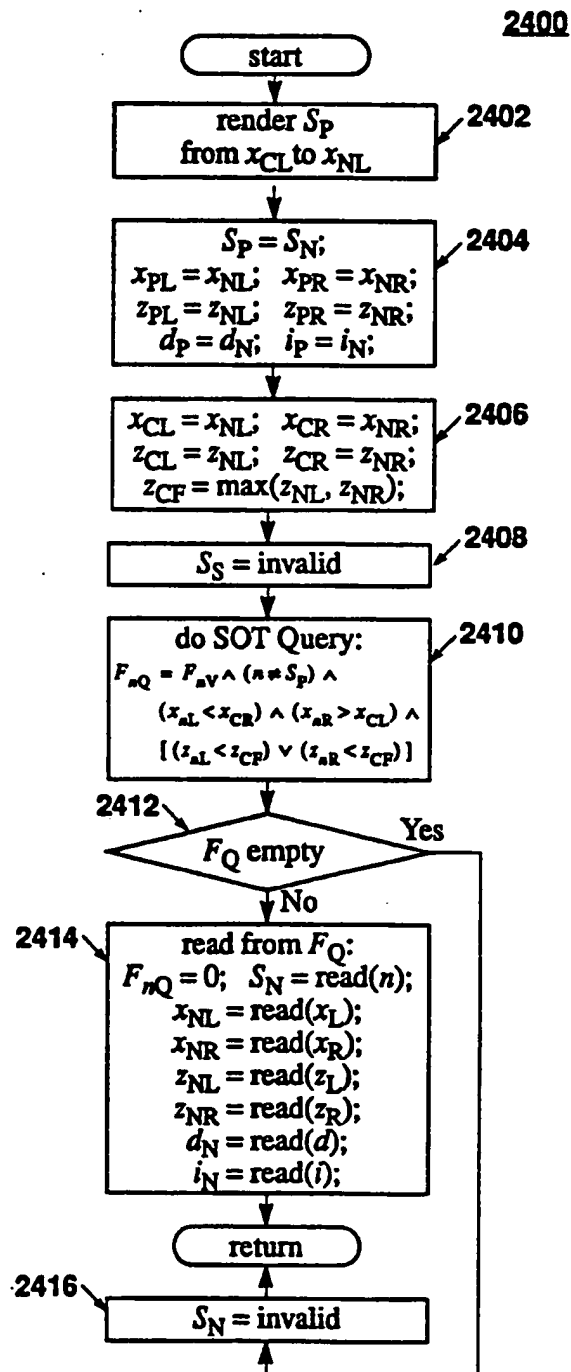 2400
start
render S_P
from x_CL to x_NL
2402
S_P = S_N;
x_PL = x_NL; x_PR = x_NR;
z_PL = z_NL; z_PR = z_NR;
d_P = d_N; i_P = i_N;
2404
x_CL = x_NL; x_CR = x_NR;
z_CL = z_NL; z_CR = z_NR;
z_CF = max(z_NL, z_NR);
2406
S_S = invalid
2408
do SOT Query:
F_nQ = F_nV ∧ (n ≠ S_P) ∧
(x_nL < x_CR) ∧ (x_nR > x_CL) ∧
[(z_nL < z_CF) ∨ (z_nR < z_CF)]
2410
2412
F_Q empty
Yes
No
2414
read from F_Q:
F_nQ = 0; S_N = read(n);
x_NL = read(x_L);
x_NR = read(x_R);
z_NL = read(z_L);
z_NR = read(z_R);
d_N = read(d);
i_N = read(i);
return
2416
S_N = invalid